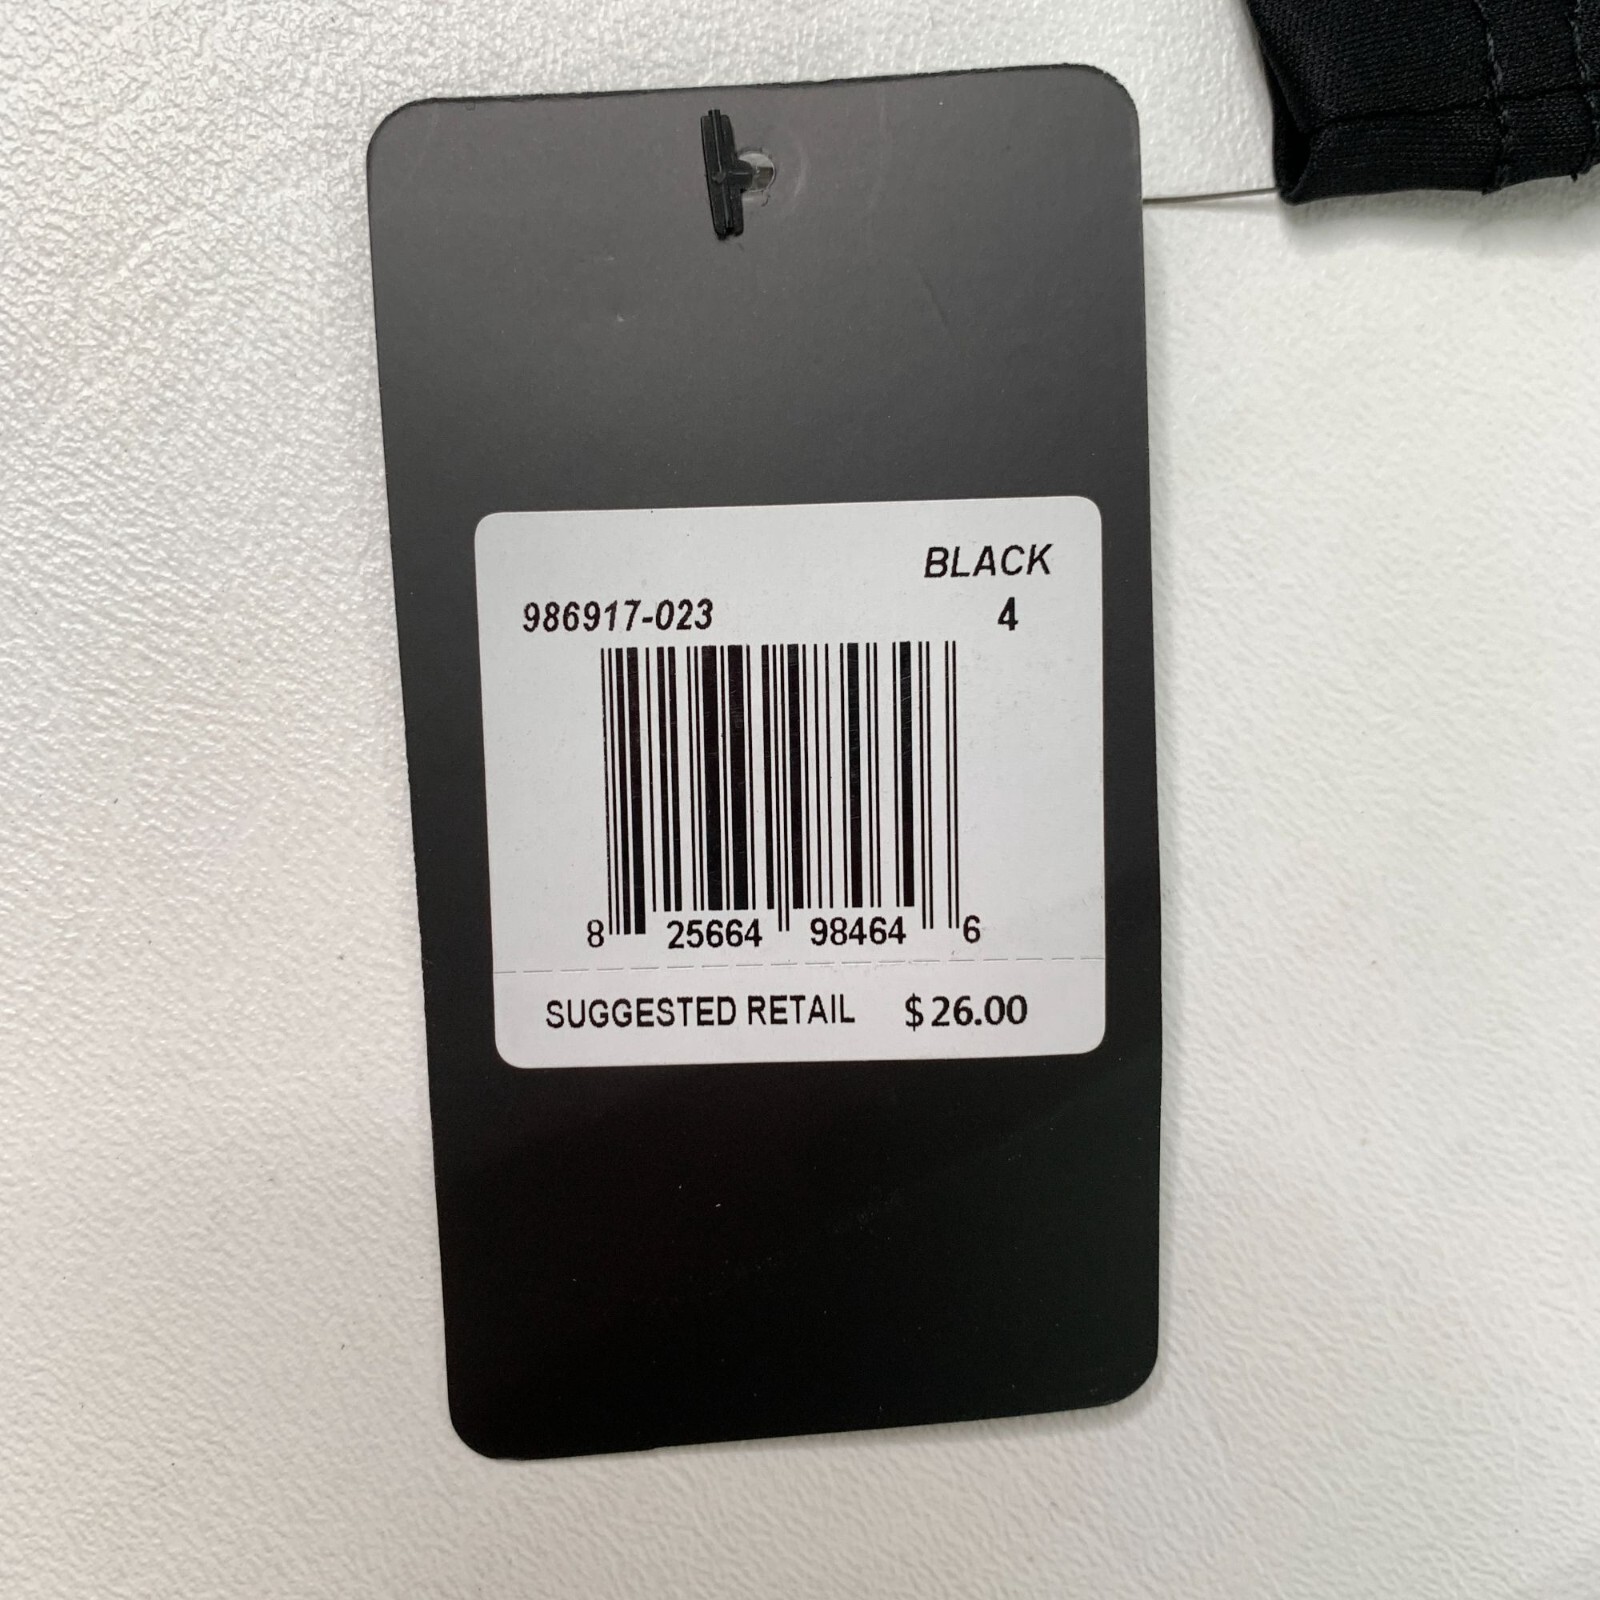 BLACK
986917-023 4
8 25664 98464 6
SUGGESTED RETAIL $26.00